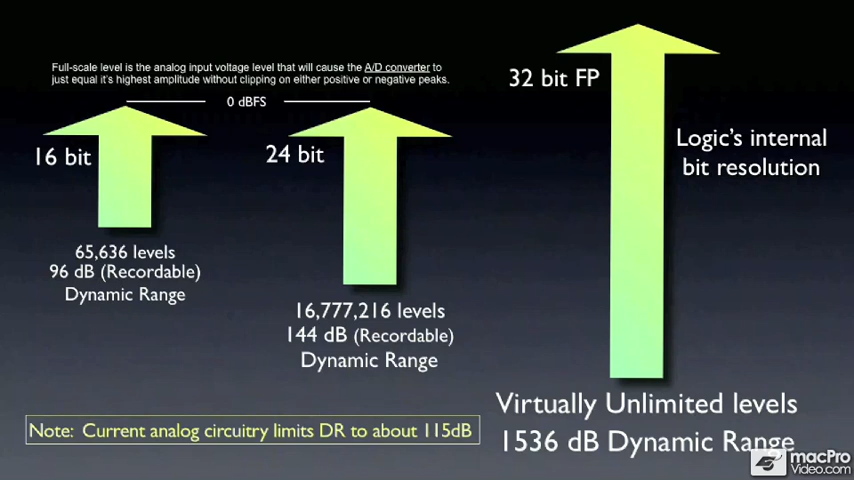 Full-scale level is the analog input voltage level that will cause the A/D converter to
just equal it's highest amplitude without clipping on either positive or negative peaks.
0 dBFS
16 bit
65,636 levels
96 dB (Recordable)
Dynamic Range
24 bit
16,777,216 levels
144 dB (Recordable)
Dynamic Range
32 bit FP
Logic's internal
bit resolution
Virtually Unlimited levels
1536 dB Dynamic Range
Note: Current analog circuitry limits DR to about 115dB
macPro
Video.com